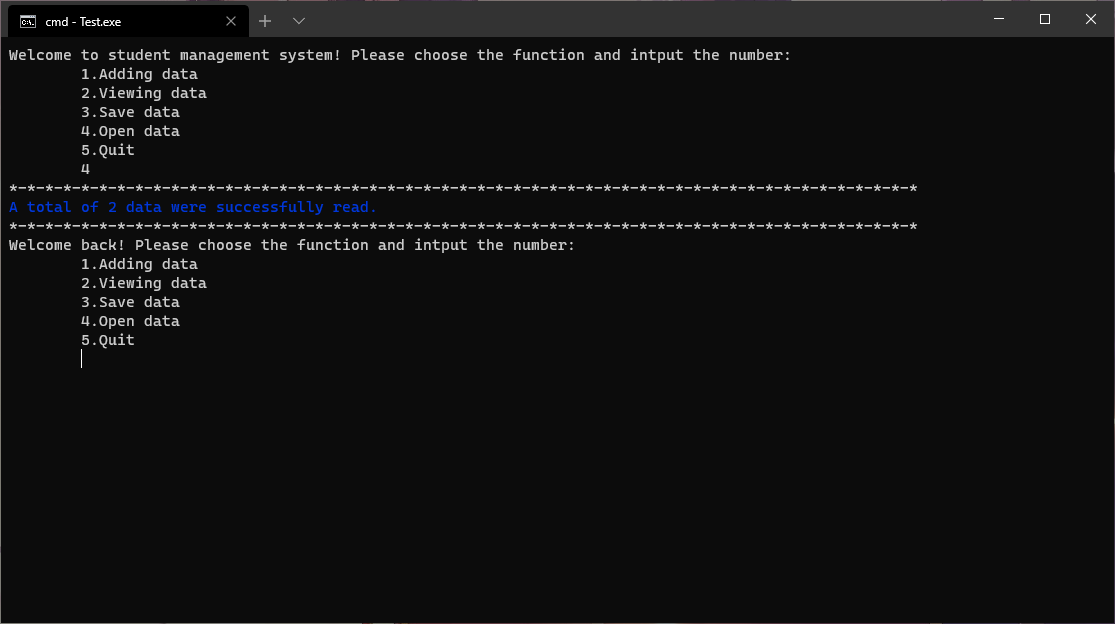 cmd - Test.exe
Welcome to student management system! Please choose the function and intput the number:
1.Adding data
2.Viewing data
3.Save data
4.Open data
5.Quit
4
*-*-*-*-*-*-*-*-*-*-*-*-*-*-*-*-*-*-*-*-*-*-*-*-*-*-*-*-*-*-*-*-*-*-*-*-*-*-*-*-*-*-*-*-*-*-*-*-*-*-*
A total of 2 data were successfully read.
*-*-*-*-*-*-*-*-*-*-*-*-*-*-*-*-*-*-*-*-*-*-*-*-*-*-*-*-*-*-*-*-*-*-*-*-*-*-*-*-*-*-*-*-*-*-*-*-*-*-*
Welcome back! Please choose the function and intput the number:
1.Adding data
2.Viewing data
3.Save data
4.Open data
5.Quit